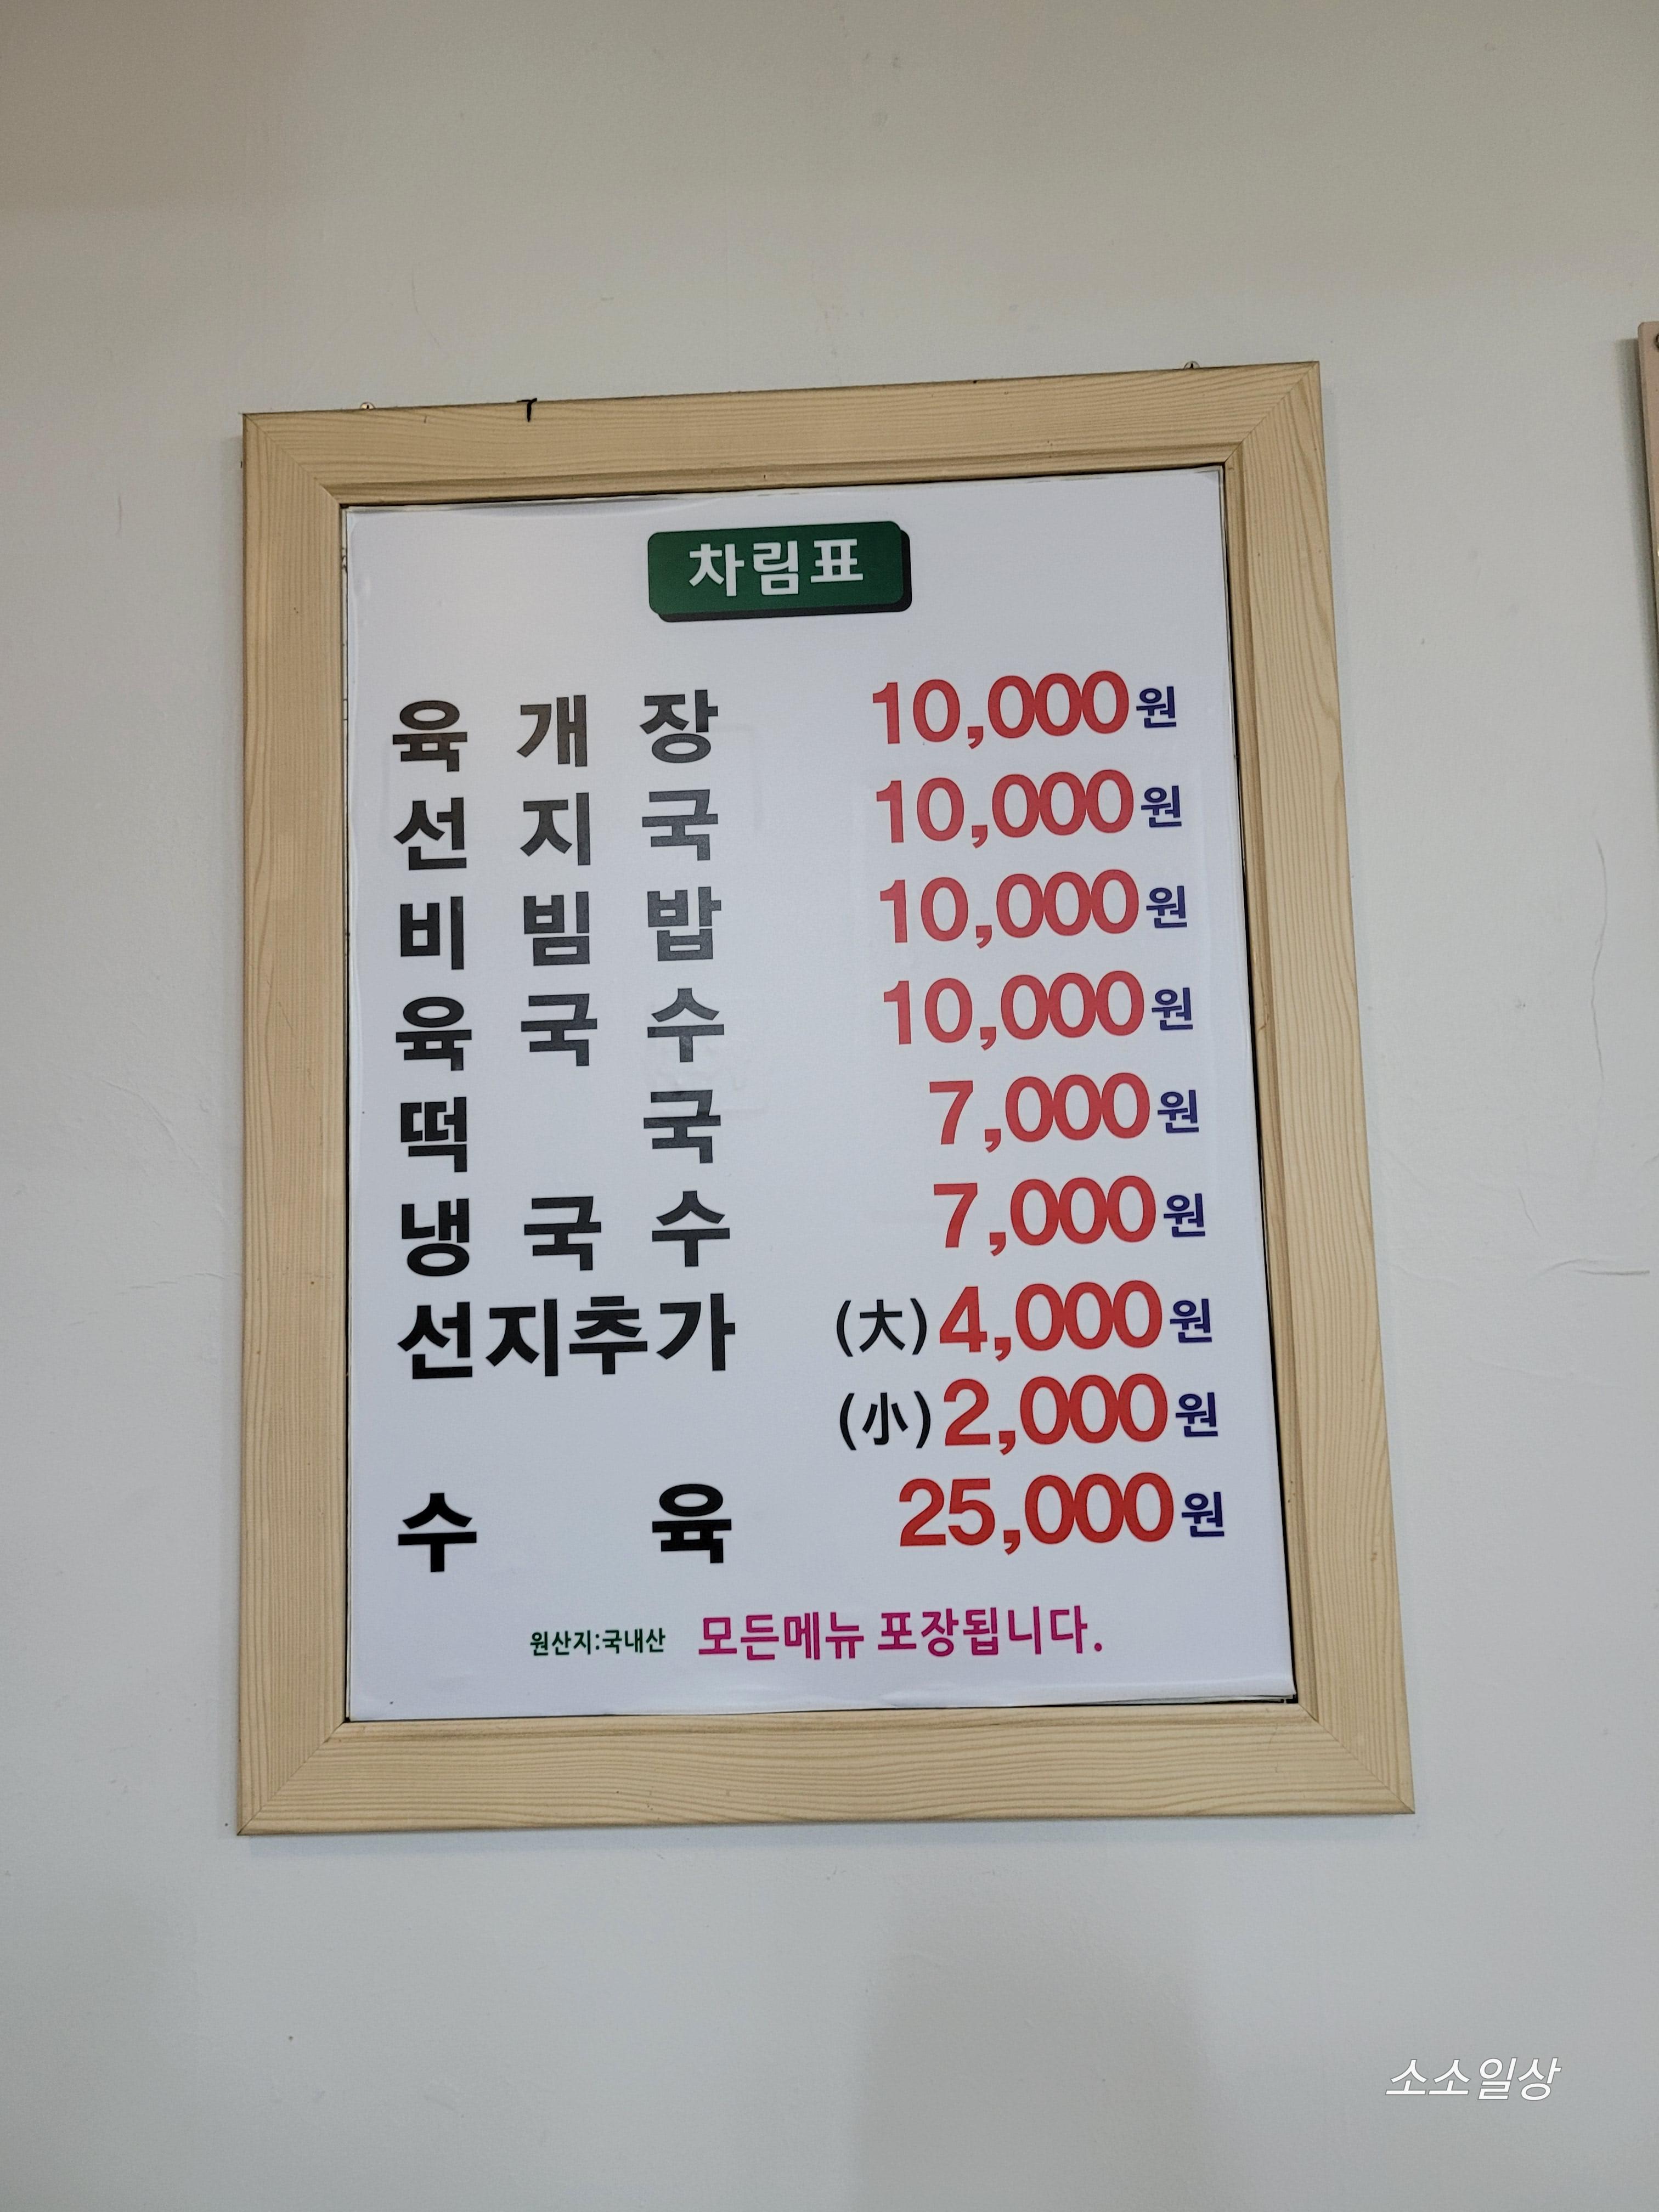 차림표
육 개 장 10,000원
선 지 국 10,000원
비 빔 밥 10,000원
육 국 수 10,000원
떡 국 7,000원
냉 국 수 7,000원
선지추가 (大)4,000원
(小)2,000원
수 육 25,000원
원산지:국내산 모든메뉴 포장됩니다.
소소일상